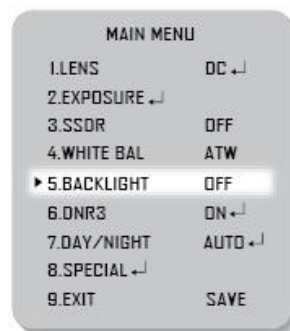 MAIN MENU
1.LENS DC ↵
2.EXPOSURE ↵
3.SSDR OFF
4.WHITE BAL ATW
▶ 5.BACKLIGHT OFF
6.DNR3 ON ↵
7.DAY/NIGHT AUTO ↵
8.SPECIAL ↵
9.EXIT SAVE